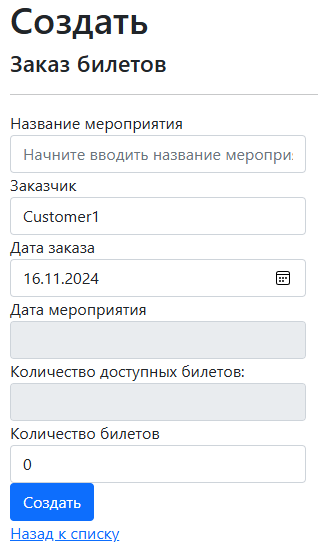 Создать
Заказ билетов
Название мероприятия
Начните вводить название меропри
Заказчик
Customer1
Дата заказа
16.11.2024
Дата мероприятия
Количество доступных билетов:
Количество билетов
0
Создать
Назад к списку